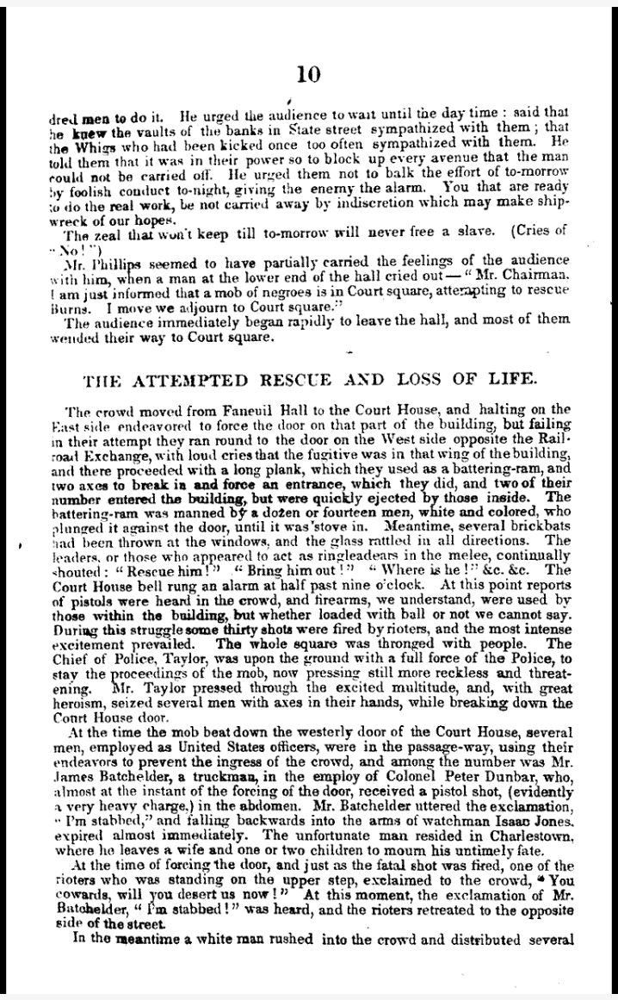 10
dred men to do it. He urged the audience to wait until the day time : said that
he knew the vaults of the banks in State street sympathized with them ; that
the Whigs who had been kicked once too often sympathized with them. He
told them that it was in their power so to block up every avenue that the man
could not be carried off. He urged them not to balk the effort of to-morrow
by foolish conduct to-night, giving the enemy the alarm. You that are ready
to do the real work, be not carried away by indiscretion which may make ship-
wreck of our hopes.
The zeal that won't keep till to-morrow will never free a slave. (Cries of
" No ! ")
Mr. Phillips seemed to have partially carried the feelings of the audience
with him, when a man at the lower end of the hall cried out — " Mr. Chairman.
I am just informed that a mob of negroes is in Court square, attempting to rescue
Burns. I move we adjourn to Court square."
The audience immediately began rapidly to leave the hall, and most of them
wended their way to Court square.
THE ATTEMPTED RESCUE AND LOSS OF LIFE.
The crowd moved from Faneuil Hall to the Court House, and halting on the
East side endeavored to force the door on that part of the building, but failing
in their attempt they ran round to the door on the West side opposite the Rail-
road Exchange, with loud cries that the fugitive was in that wing of the building,
and there proceeded with a long plank, which they used as a battering-ram, and
two axes to break in and force an entrance, which they did, and two of their
number entered the building, but were quickly ejected by those inside. The
battering-ram was manned by a dozen or fourteen men, white and colored, who
plunged it against the door, until it was stove in. Meantime, several brickbats
had been thrown at the windows, and the glass rattled in all directions. The
leaders, or those who appeared to act as ringleadears in the melee, continually
shouted : " Rescue him ! " " Bring him out ! " " Where is he ! " &c. &c. The
Court House bell rung an alarm at half past nine o'clock. At this point reports
of pistols were heard in the crowd, and firearms, we understand, were used by
those within the building, but whether loaded with ball or not we cannot say.
During this struggle some thirty shots were fired by rioters, and the most intense
excitement prevailed. The whole square was thronged with people. The
Chief of Police, Taylor, was upon the ground with a full force of the Police, to
stay the proceedings of the mob, now pressing still more reckless and threat-
ening. Mr. Taylor pressed through the excited multitude, and, with great
heroism, seized several men with axes in their hands, while breaking down the
Court House door.
At the time the mob beat down the westerly door of the Court House, several
men, employed as United States officers, were in the passage-way, using their
endeavors to prevent the ingress of the crowd, and among the number was Mr.
James Batchelder, a truckman, in the employ of Colonel Peter Dunbar, who,
almost at the instant of the forcing of the door, received a pistol shot, (evidently
a very heavy charge,) in the abdomen. Mr. Batchelder uttered the exclamation,
" I'm stabbed," and falling backwards into the arms of watchman Isaac Jones,
expired almost immediately. The unfortunate man resided in Charlestown,
where he leaves a wife and one or two children to mourn his untimely fate.
At the time of forcing the door, and just as the fatal shot was fired, one of the
rioters who was standing on the upper step, exclaimed to the crowd, " You
cowards, will you desert us now ! " At this moment, the exclamation of Mr.
Batchelder, " I'm stabbed ! " was heard, and the rioters retreated to the opposite
side of the street.
In the meantime a white man rushed into the crowd and distributed several